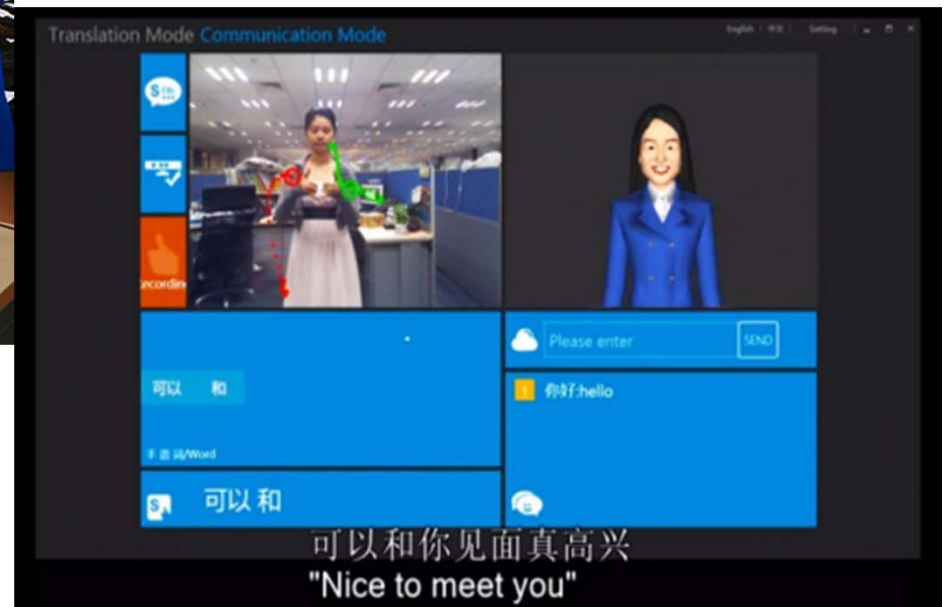 Translation Mode Communication Mode
English 中文 Setting
SCHL
Recording
可以 和
手语词/Word
可以 和
Please enter
SEND
1 你好:hello
可以和你见面真高兴
"Nice to meet you"